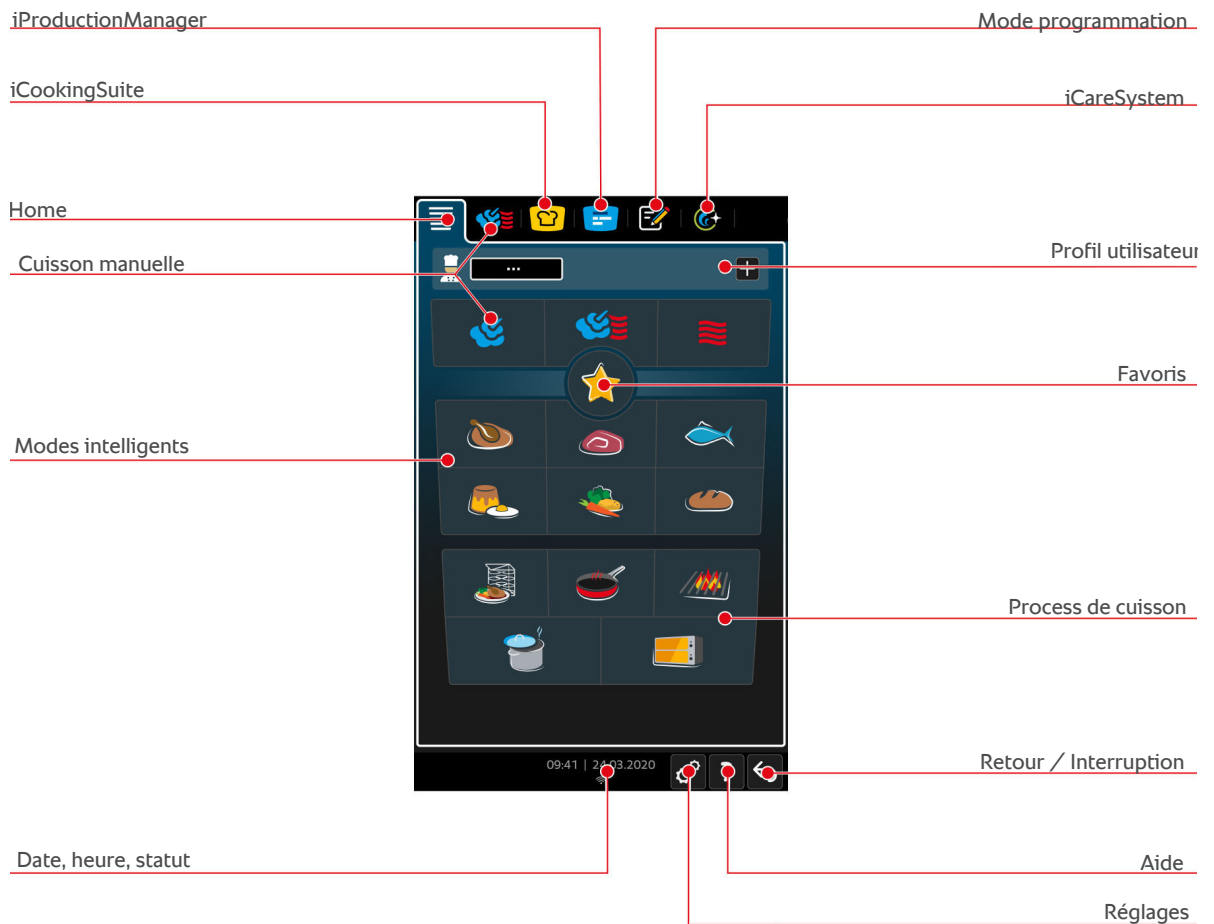 iProductionManager
Mode programmation
iCookingSuite
iCareSystem
Home
Cuisson manuelle
Profil utilisateur
...
Favoris
Modes intelligents
Process de cuisson
09:41 | 24.03.2020
Retour / Interruption
Date, heure, statut
Aide
Réglages